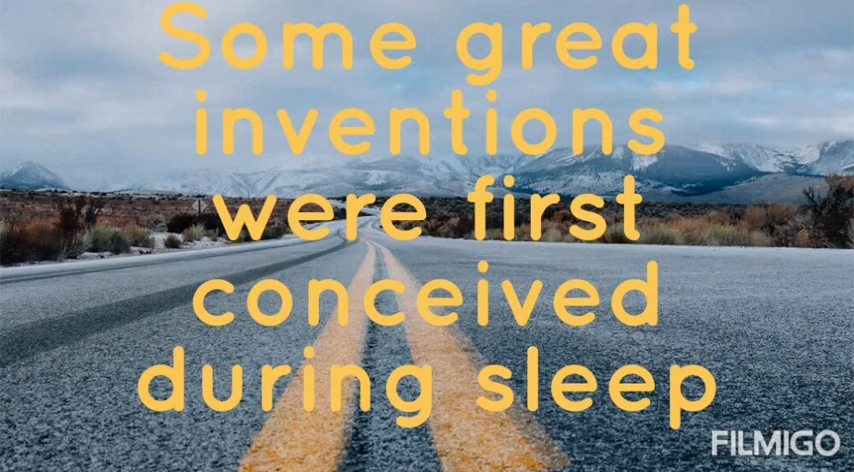 Some great
inventions
were first
conceived
during sleep
FILMIGO